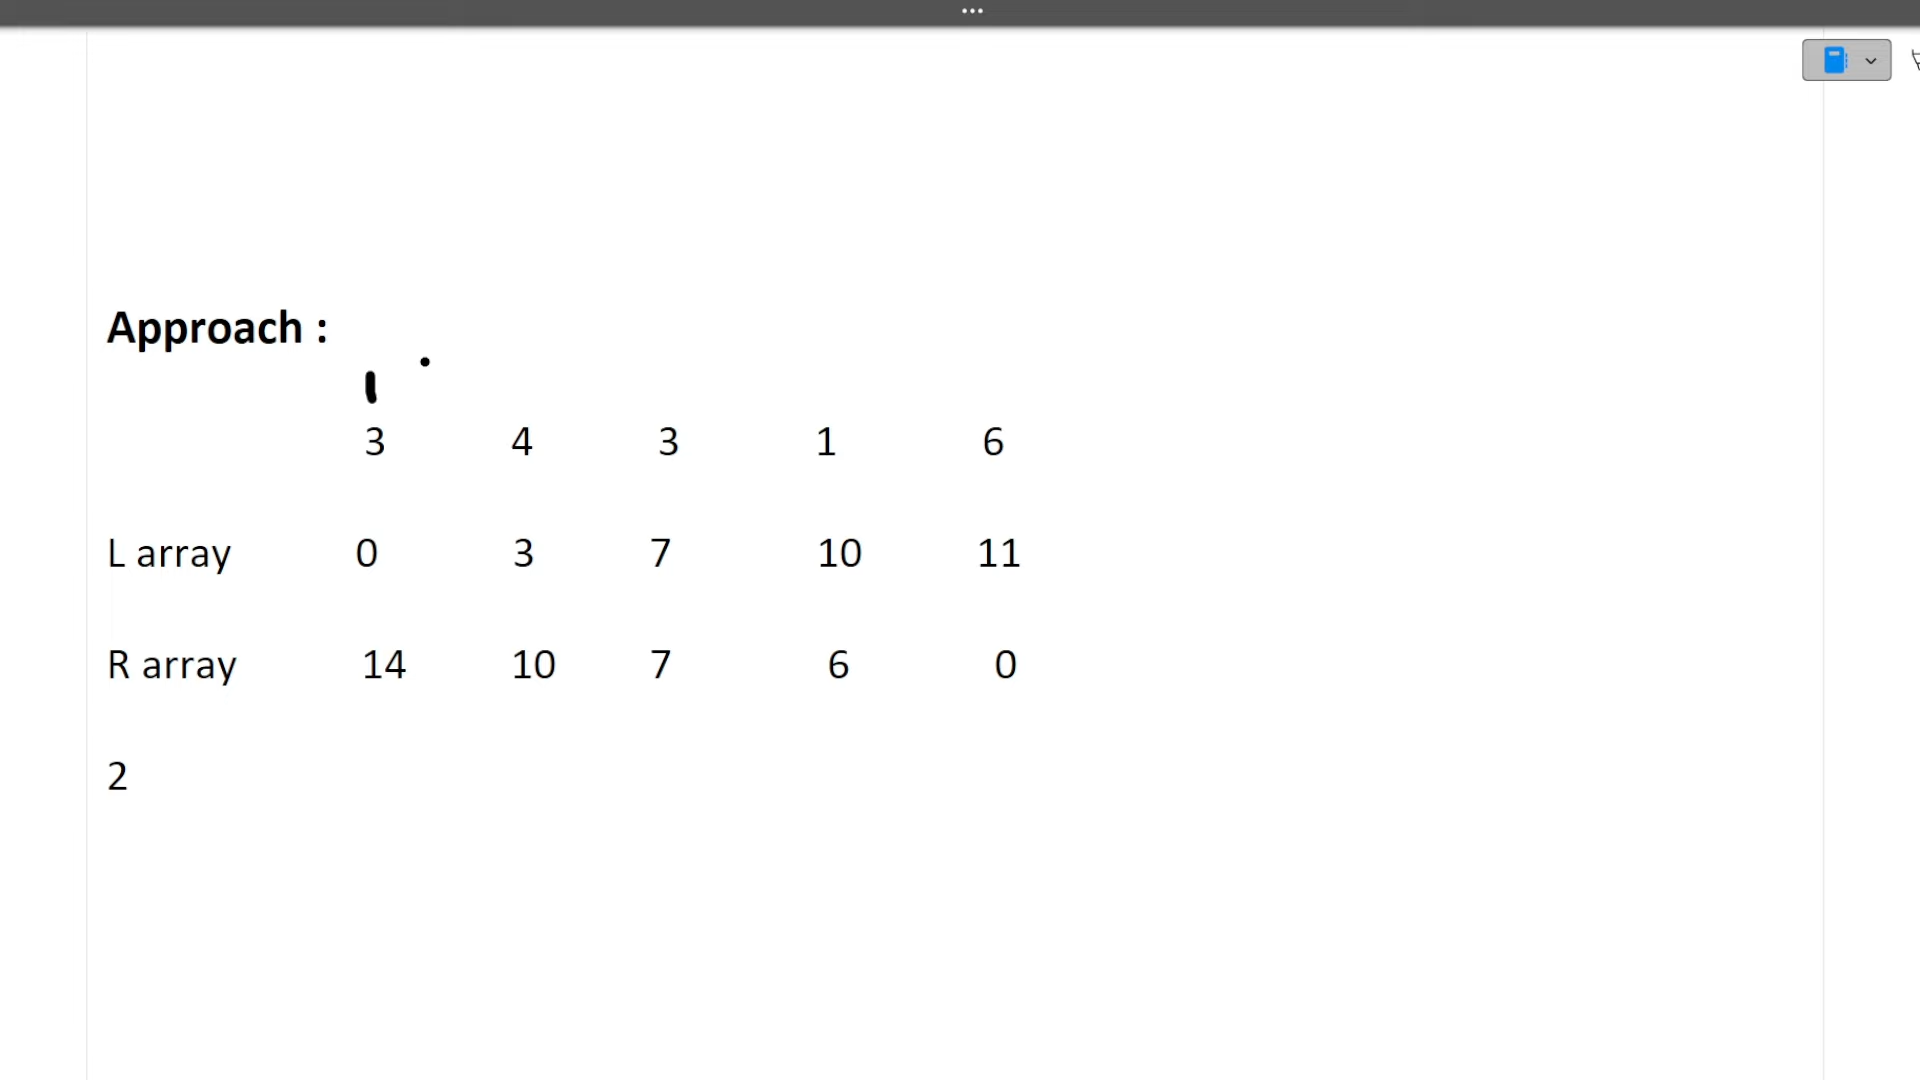 Approach :
3 4 3 1 6
L array 0 3 7 10 11
R array 14 10 7 6 0
2